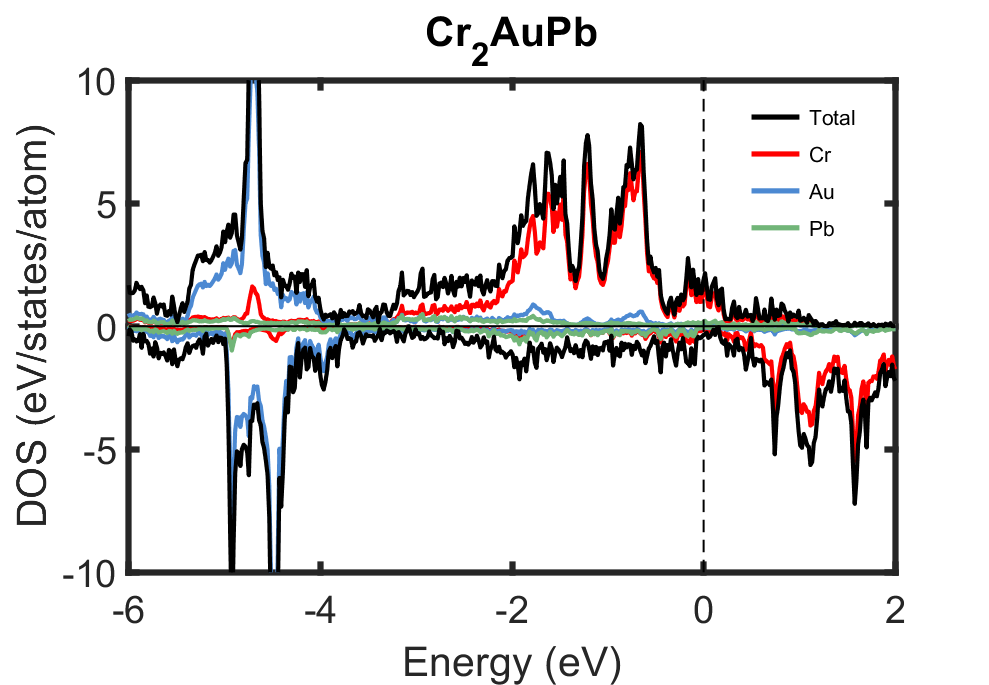 Cr₂AuPb
10
5
0
-5
-10
DOS (eV/states/atom)
Total
Cr
Au
Pb
-6 -4 -2 0 2
Energy (eV)